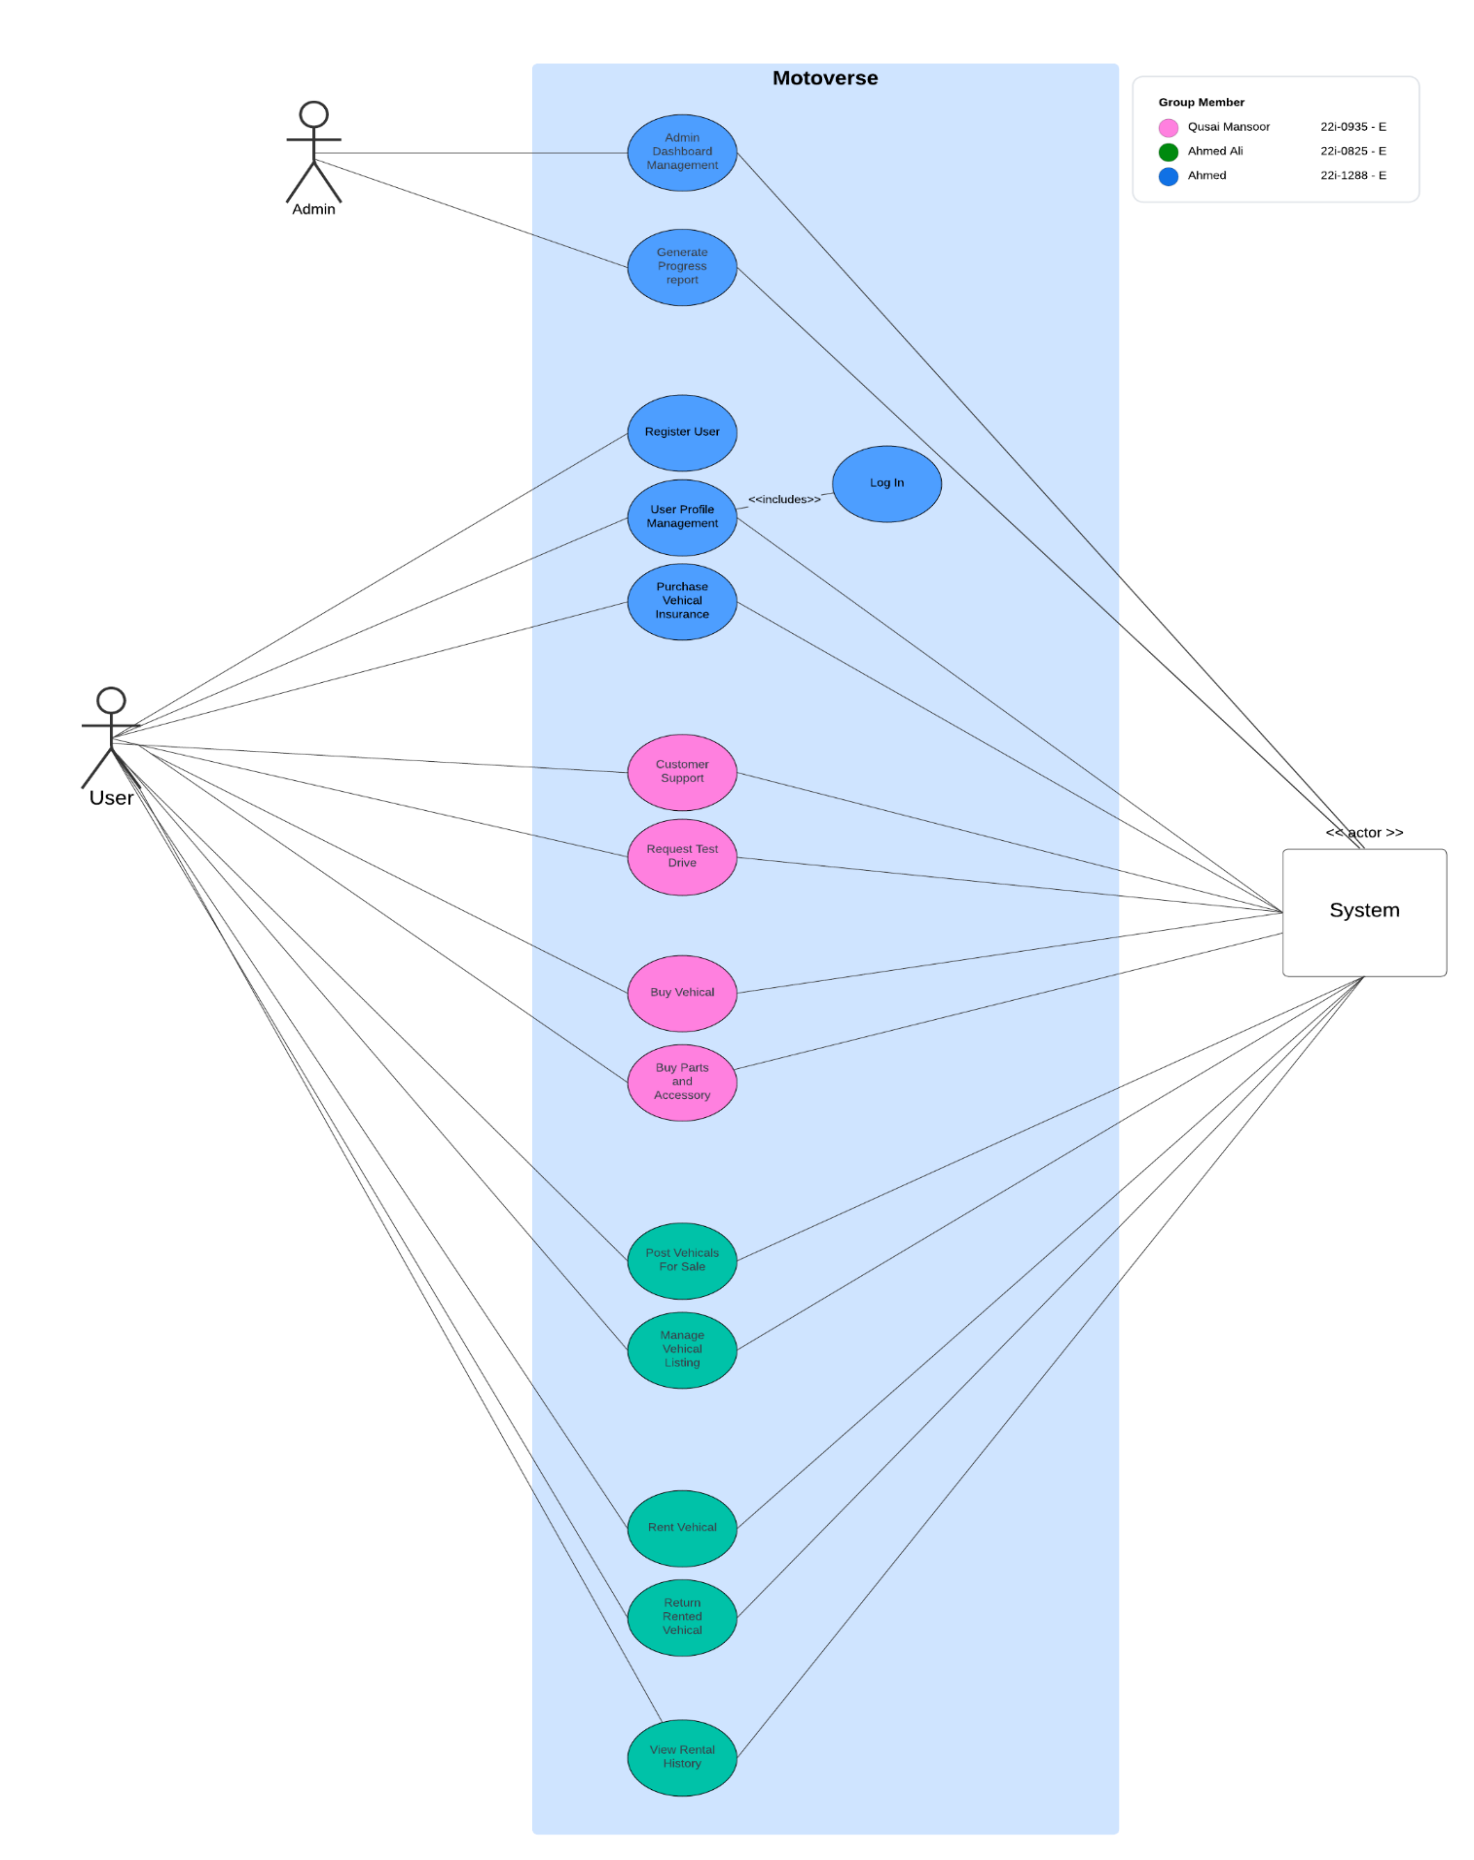 Motoverse
Group Member
Qusai Mansoor 22i-0935 - E
Ahmed Ali 22i-0825 - E
Ahmed 22i-1288 - E
Admin
Admin
Dashboard
Management
Generate
Progress
report
Register User
Log In
<<includes>>
User Profile
Management
Purchase
Vehical
Insurance
User
Customer
Support
Request Test
Drive
<< actor >>
System
Buy Vehical
Buy Parts
and
Accessory
Post Vehicals
For Sale
Manage
Vehical
Listing
Rent Vehical
Return
Rented
Vehical
View Rental
History